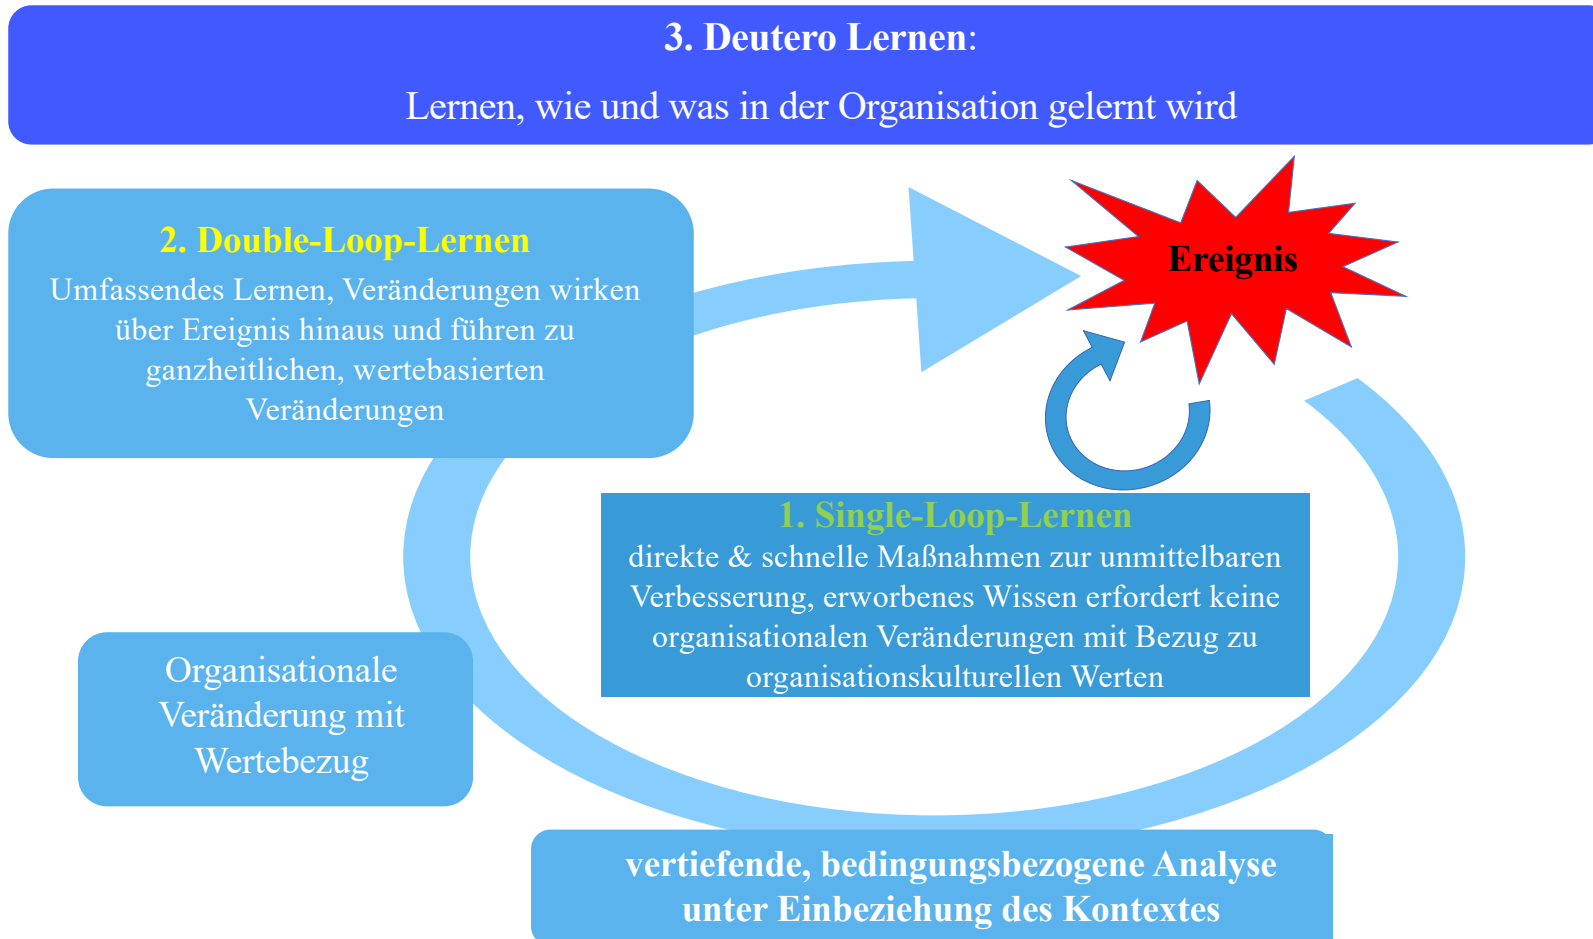 3. Deutero Lernen:
Lernen, wie und was in der Organisation gelernt wird
2. Double-Loop-Lernen
Umfassendes Lernen, Veränderungen wirken
über Ereignis hinaus und führen zu
ganzheitlichen, wertebasierten
Veränderungen
Ereignis
1. Single-Loop-Lernen
direkte & schnelle Maßnahmen zur unmittelbaren
Verbesserung, erworbenes Wissen erfordert keine
organisationalen Veränderungen mit Bezug zu
organisationskulturellen Werten
Organisationale
Veränderung mit
Wertebezug
vertiefende, bedingungsbezogene Analyse
unter Einbeziehung des Kontextes